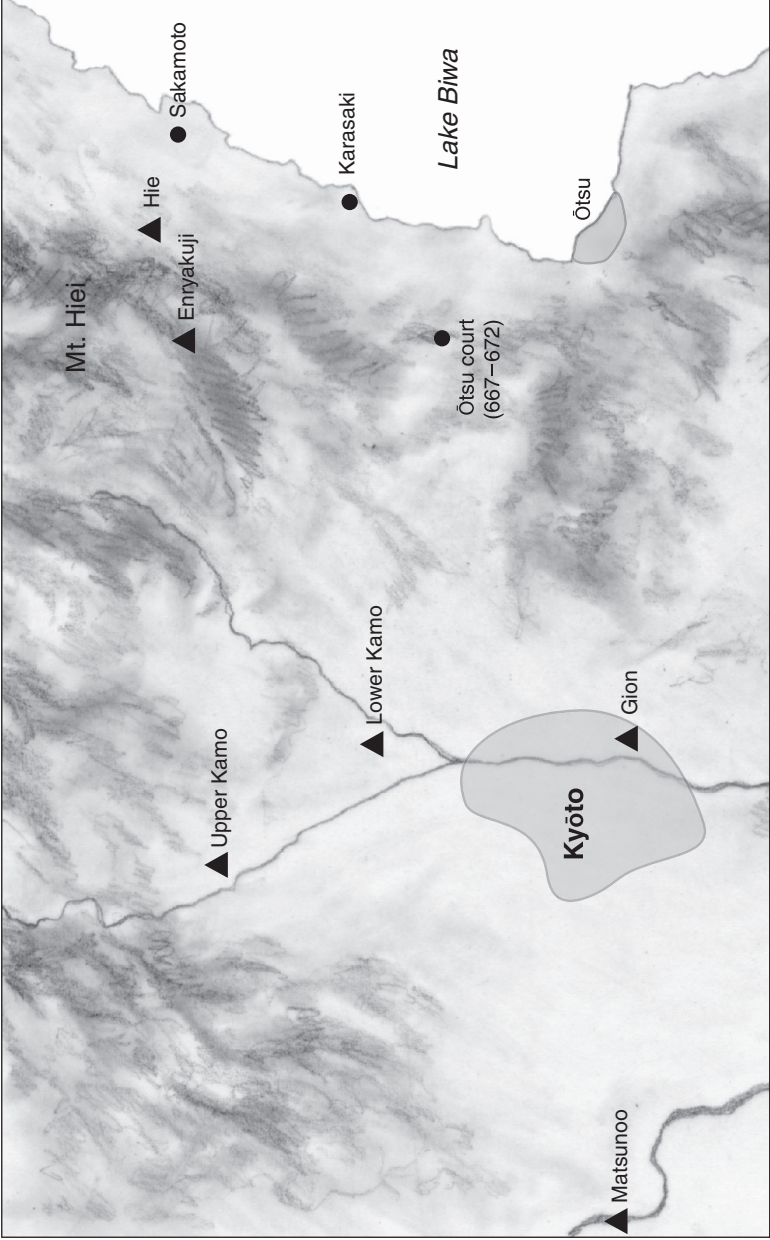 Mt. Hiei
Hie
Sakamoto
Enryakuji
Upper Kamo
Karasaki
Lower Kamo
Lake Biwa
Ōtsu court
(667–672)
Kyōto
Ōtsu
Matsunoo
Gion